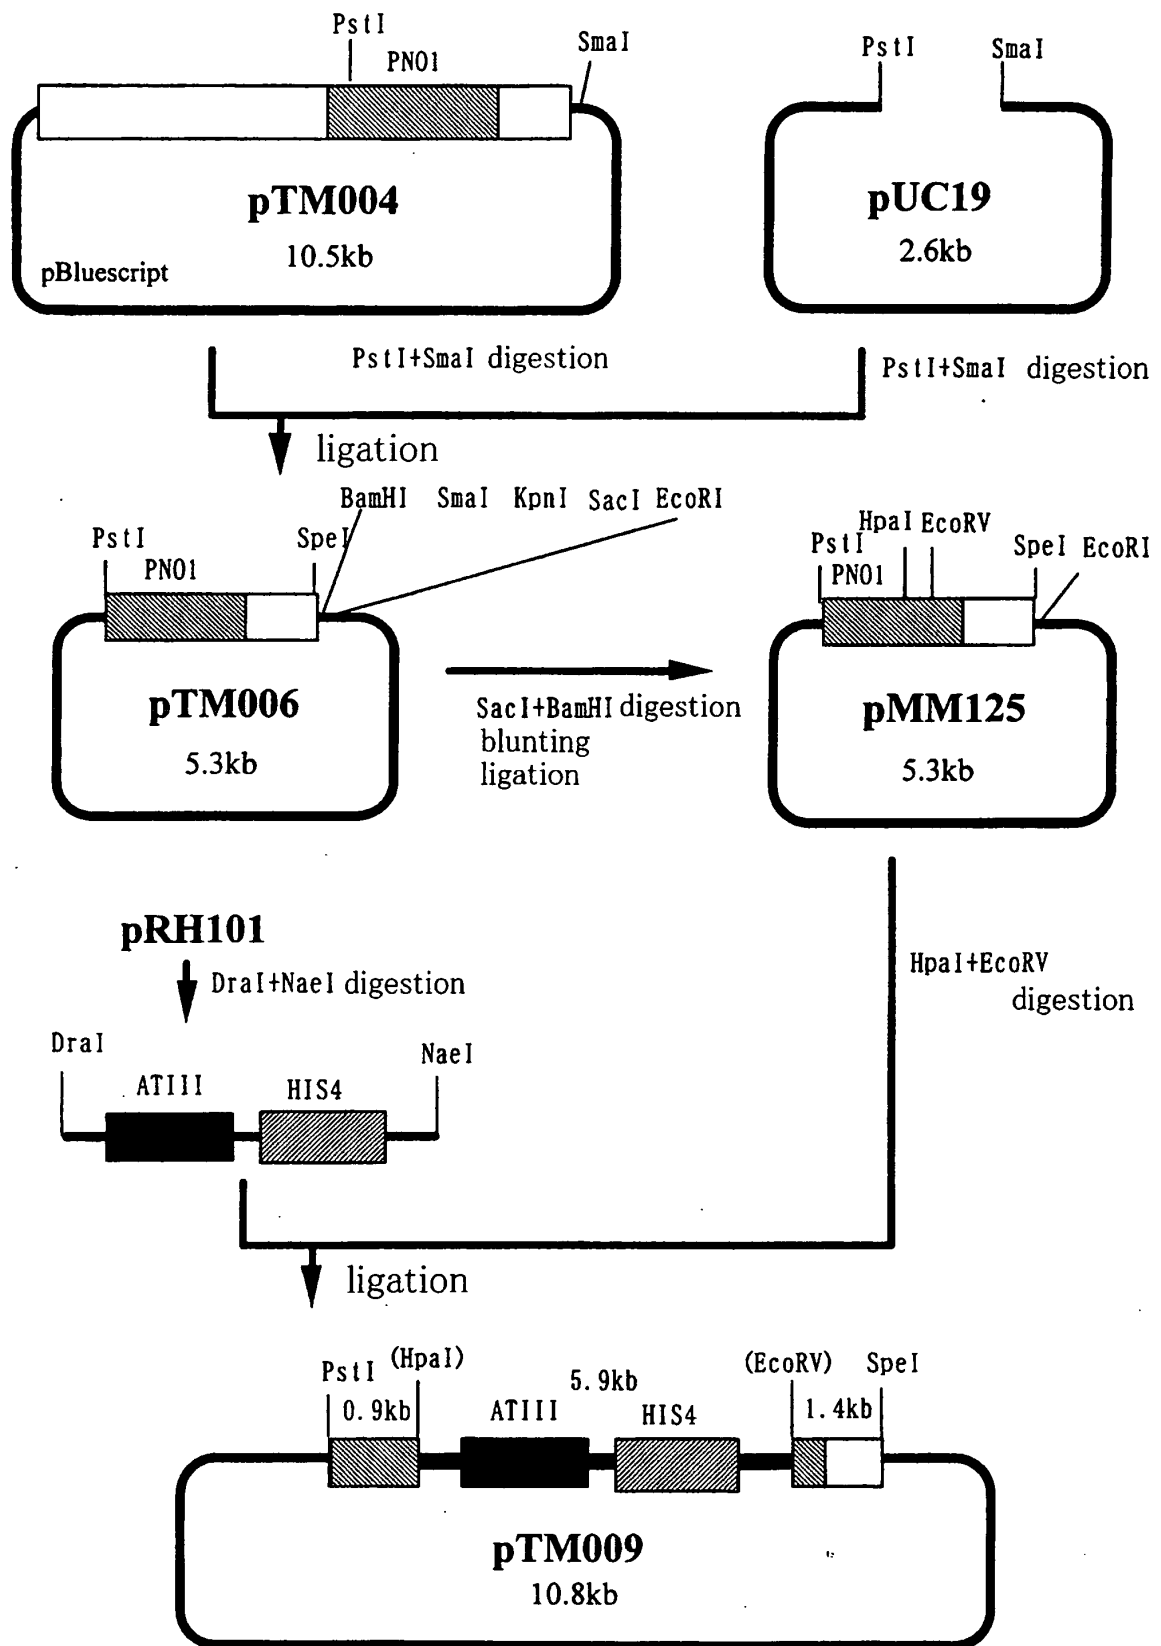 PstI
PNO1
SmaI
pTM004
10.5kb
pBluescript
PstI
SmaI
pUC19
2.6kb
PstI+SmaI digestion
PstI+SmaI digestion
ligation
BamHI SmaI KpnI SacI EcoRI
PstI
SpeI
PNO1
pTM006
5.3kb
SacI+BamHI digestion
blunting
ligation
HpaI EcoRV
PstI
SpeI EcoRI
PNO1
pMM125
5.3kb
pRH101
DraI+NaeI digestion
HpaI+EcoRV
digestion
DraI
NaeI
ATIII
HIS4
ligation
PstI
(HpaI)
(EcoRV)
SpeI
5.9kb
0.9kb
ATIII
HIS4
1.4kb
pTM009
10.8kb